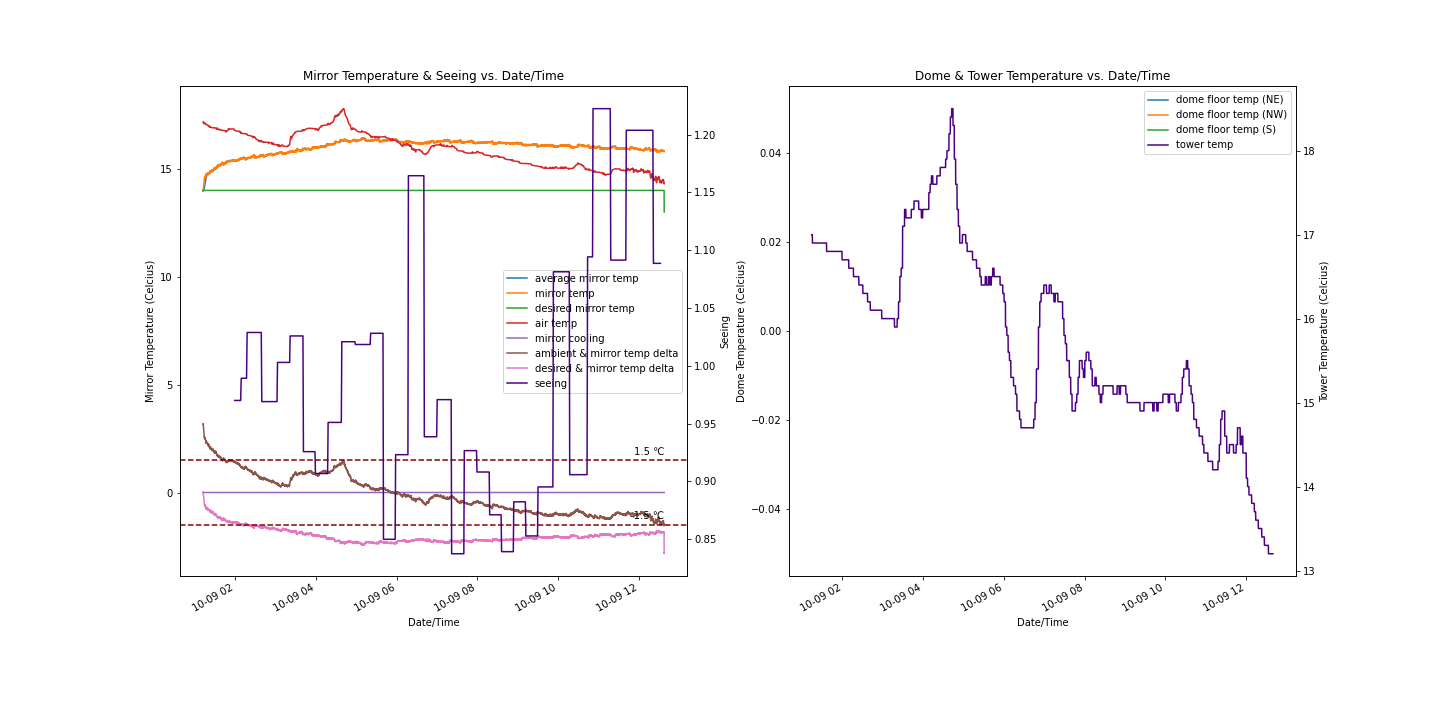 Mirror Temperature & Seeing vs. Date/Time
Mirror Temperature (Celcius)
15
10
5
0
1.20
1.15
1.10
1.05
1.00
0.95
0.90
0.85
Seeing
average mirror temp
mirror temp
desired mirror temp
air temp
mirror cooling
ambient & mirror temp delta
desired & mirror temp delta
seeing
1.5 °C
-1.5 °C
10-09 02
10-09 04
10-09 06
10-09 08
10-09 10
10-09 12
Date/Time
Dome & Tower Temperature vs. Date/Time
Dome Temperature (Celcius)
0.04
0.02
0.00
−0.02
−0.04
dome floor temp (NE)
dome floor temp (NW)
dome floor temp (S)
tower temp
18
17
16
15
14
13
Tower Temperature (Celcius)
10-09 02
10-09 04
10-09 06
10-09 08
10-09 10
10-09 12
Date/Time